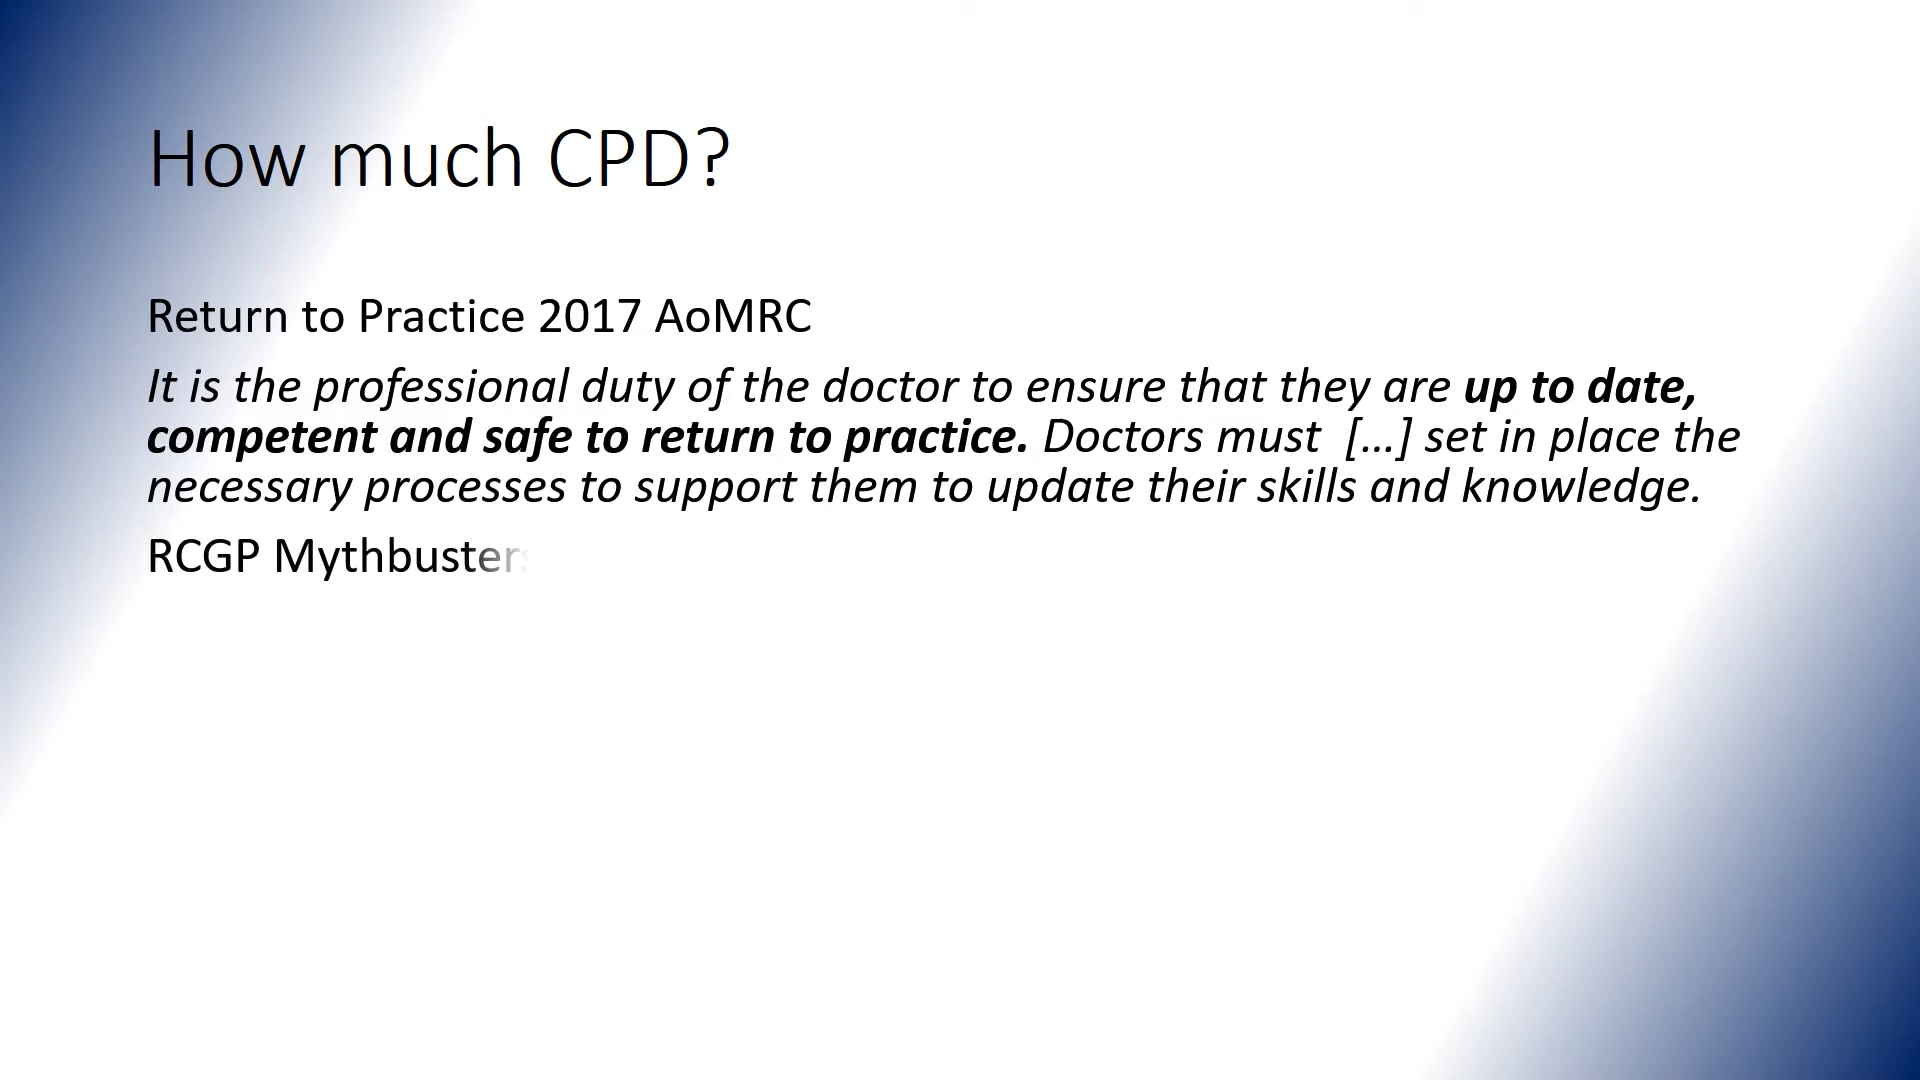 How much CPD?
Return to Practice 2017 AoMRC
It is the professional duty of the doctor to ensure that they are up to date,
competent and safe to return to practice. Doctors must  [...] set in place the
necessary processes to support them to update their skills and knowledge.
RCGP Mythbusters